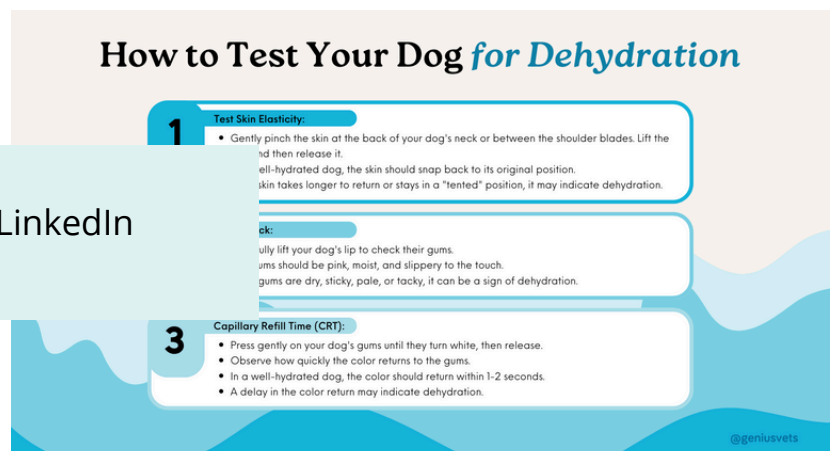 How to Test Your Dog for Dehydration
1
Test Skin Elasticity:
• Gently pinch the skin at the back of your dog's neck or between the shoulder blades. Lift the
then release it.
dog, the skin should snap back to its original position.
takes longer to return or stays in a "tented" position, it may indicate dehydration.
LinkedIn
lift your dog's lip to check their gums.
should be pink, moist, and slippery to the touch.
gums are dry, sticky, pale, or tacky, it can be a sign of dehydration.
3
Capillary Refill Time (CRT):
• Press gently on your dog's gums until they turn white, then release.
• Observe how quickly the color returns to the gums.
• In a well-hydrated dog, the color should return within 1-2 seconds.
• A delay in the color return may indicate dehydration.
@geniusvets